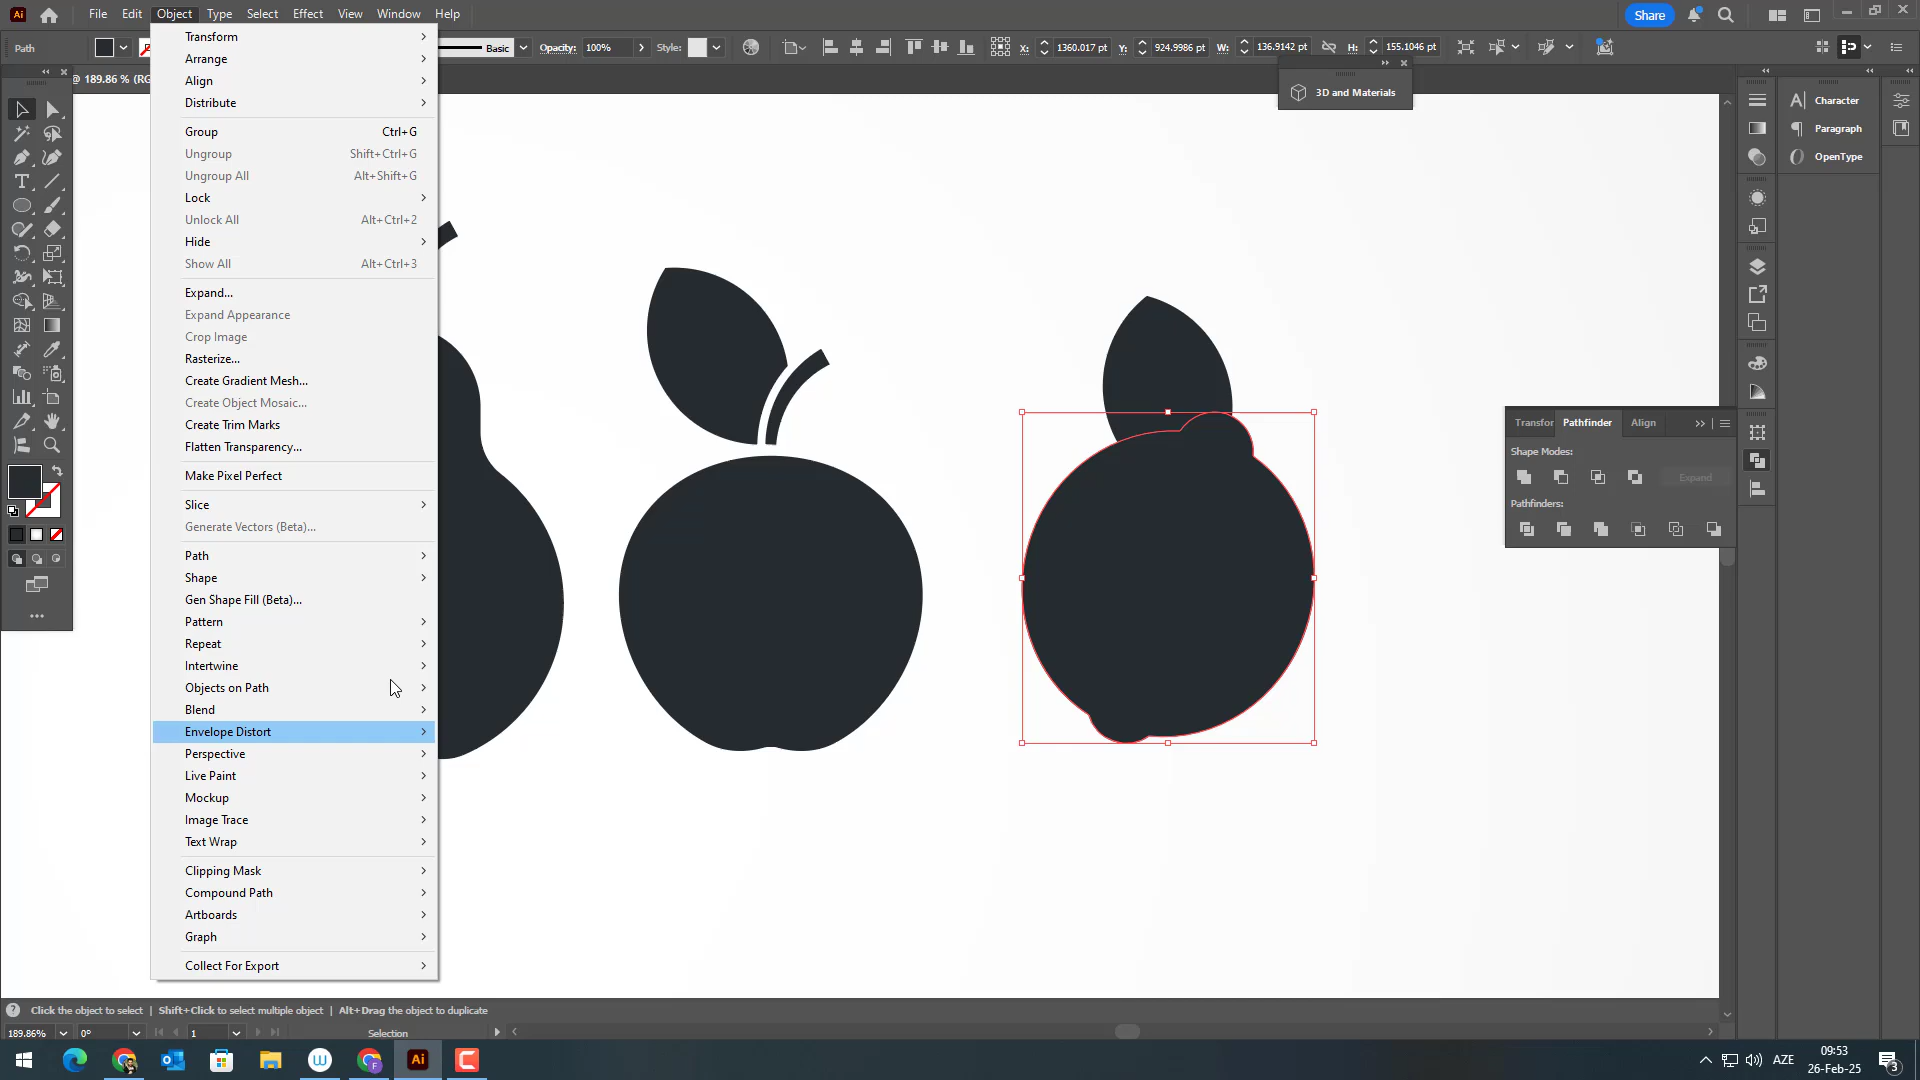 Ai File Edit Object Type Select Effect View Window Help Share
Path Basic Opacity: 100% Style: X: 1360.017 pt Y: 924.9986 pt W: 136.9142 pt H: 155.1046 pt
@ 189.86 % (RG
3D and Materials
Character
Paragraph
OpenType
Transform
Arrange
Align
Distribute
Group Ctrl+G
Ungroup Shift+Ctrl+G
Ungroup All Alt+Shift+G
Lock
Unlock All Alt+Ctrl+2
Hide
Show All Alt+Ctrl+3
Expand...
Expand Appearance
Crop Image
Rasterize...
Create Gradient Mesh...
Create Object Mosaic...
Create Trim Marks
Flatten Transparency...
Make Pixel Perfect
Slice
Generate Vectors (Beta)...
Path
Shape
Gen Shape Fill (Beta)...
Pattern
Repeat
Intertwine
Objects on Path
Blend
Envelope Distort
Perspective
Live Paint
Mockup
Image Trace
Text Wrap
Clipping Mask
Compound Path
Artboards
Graph
Collect For Export
Transfor Pathfinder Align
Shape Modes:
Expand
Pathfinders:
Click the object to select | Shift+Click to select multiple object | Alt+Drag the object to duplicate
189.86% 0° 1 Selection
W F Ai C AZE 09:53
26-Feb-25 3